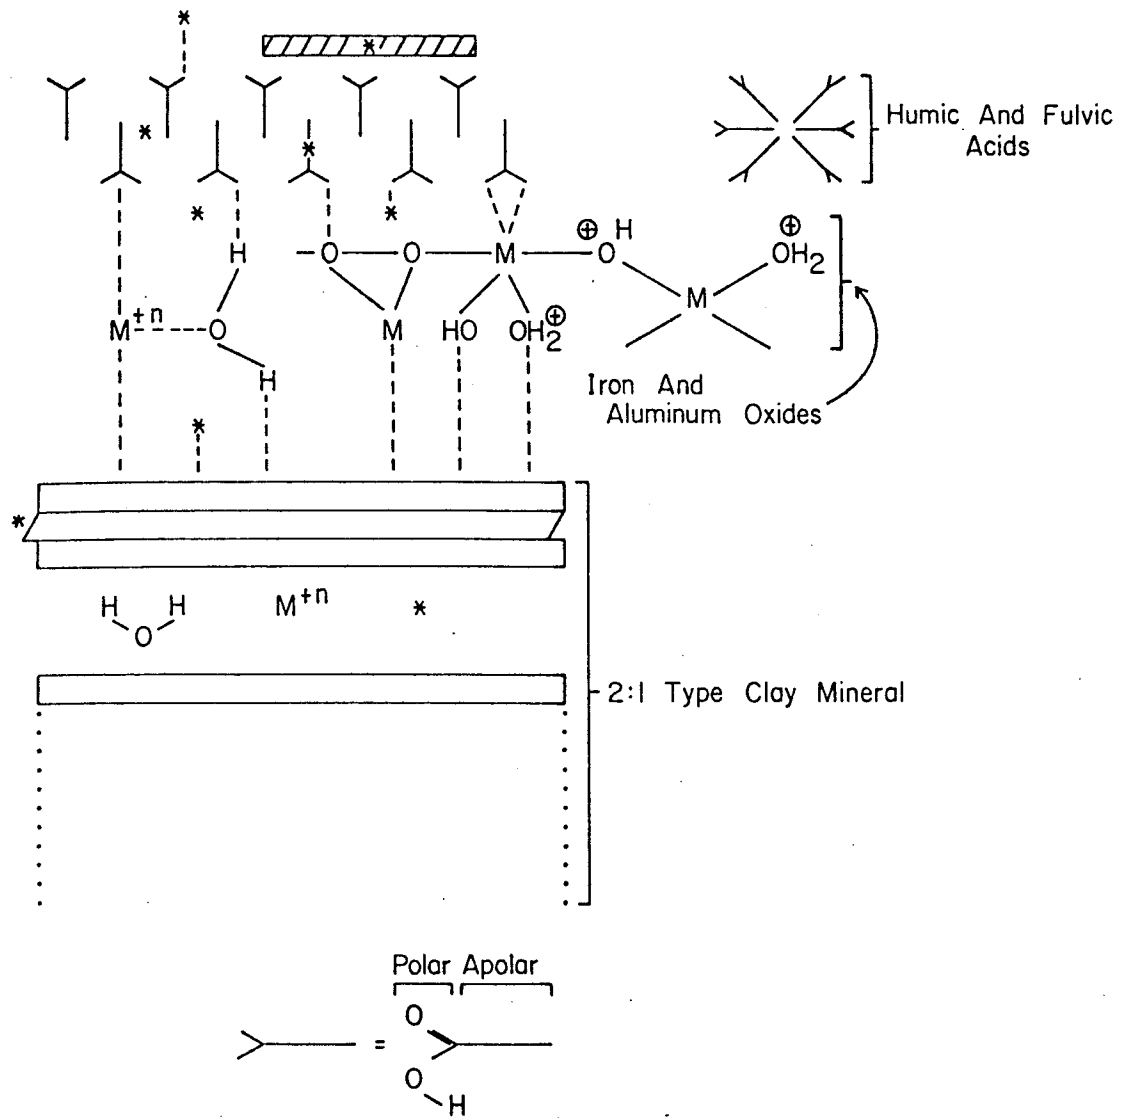 *
*
Humic And Fulvic
Acids
*
*
*
*
H
⊕
H
⊕
O
O
M
O
OH2
M
M+n
O
M
HO
OH2⊕
H
Iron And
Aluminum Oxides
*
*
H
H
O
M+n
*
2:1 Type Clay Mineral
Polar Apolar
O
=
O
H